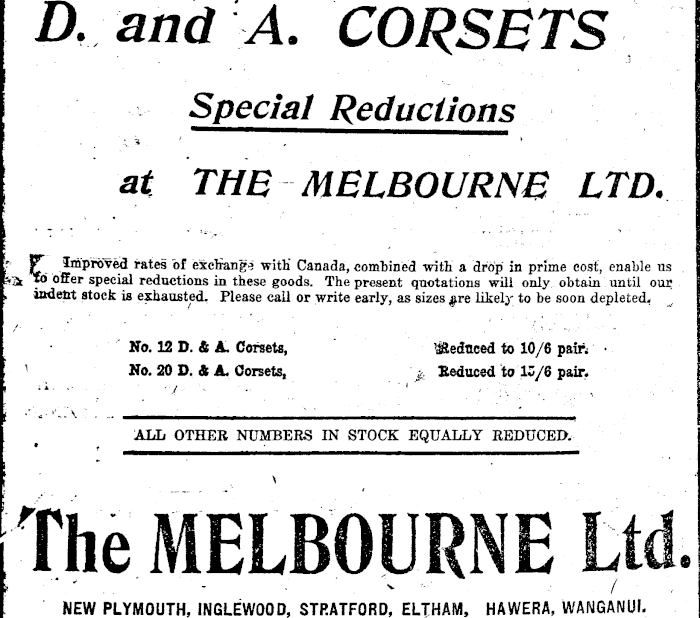 D. and A. CORSETS
Special Reductions
at THE MELBOURNE LTD.
Improved rates of exchange with Canada, combined with a drop in prime cost, enable us
to offer special reductions in these goods. The present quotations will only obtain until our
indent stock is exhausted. Please call or write early, as sizes are likely to be soon depleted.
No. 12 D. & A. Corsets, Reduced to 10/6 pair.
No. 20 D. & A. Corsets, Reduced to 15/6 pair.
ALL OTHER NUMBERS IN STOCK EQUALLY REDUCED.
The MELBOURNE Ltd.
NEW PLYMOUTH, INGLEWOOD, STRATFORD, ELTHAM, HAWERA, WANGANUI.